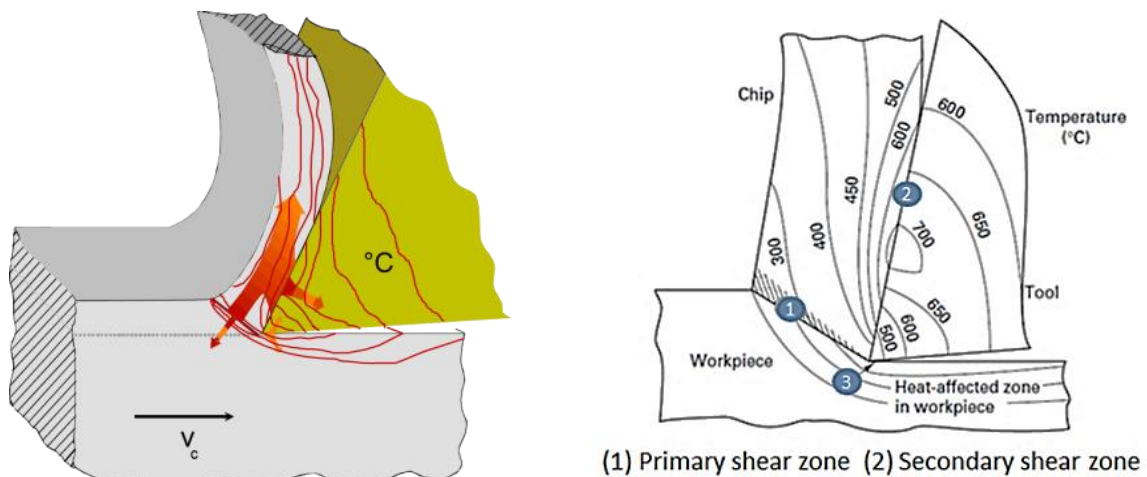 °C
V c
Chip
500
600
600
Temperature
(°C)
450
2
400
700
650
300
1
Tool
650
600
500
Workpiece
3
Heat-affected zone
in workpiece
(1) Primary shear zone (2) Secondary shear zone